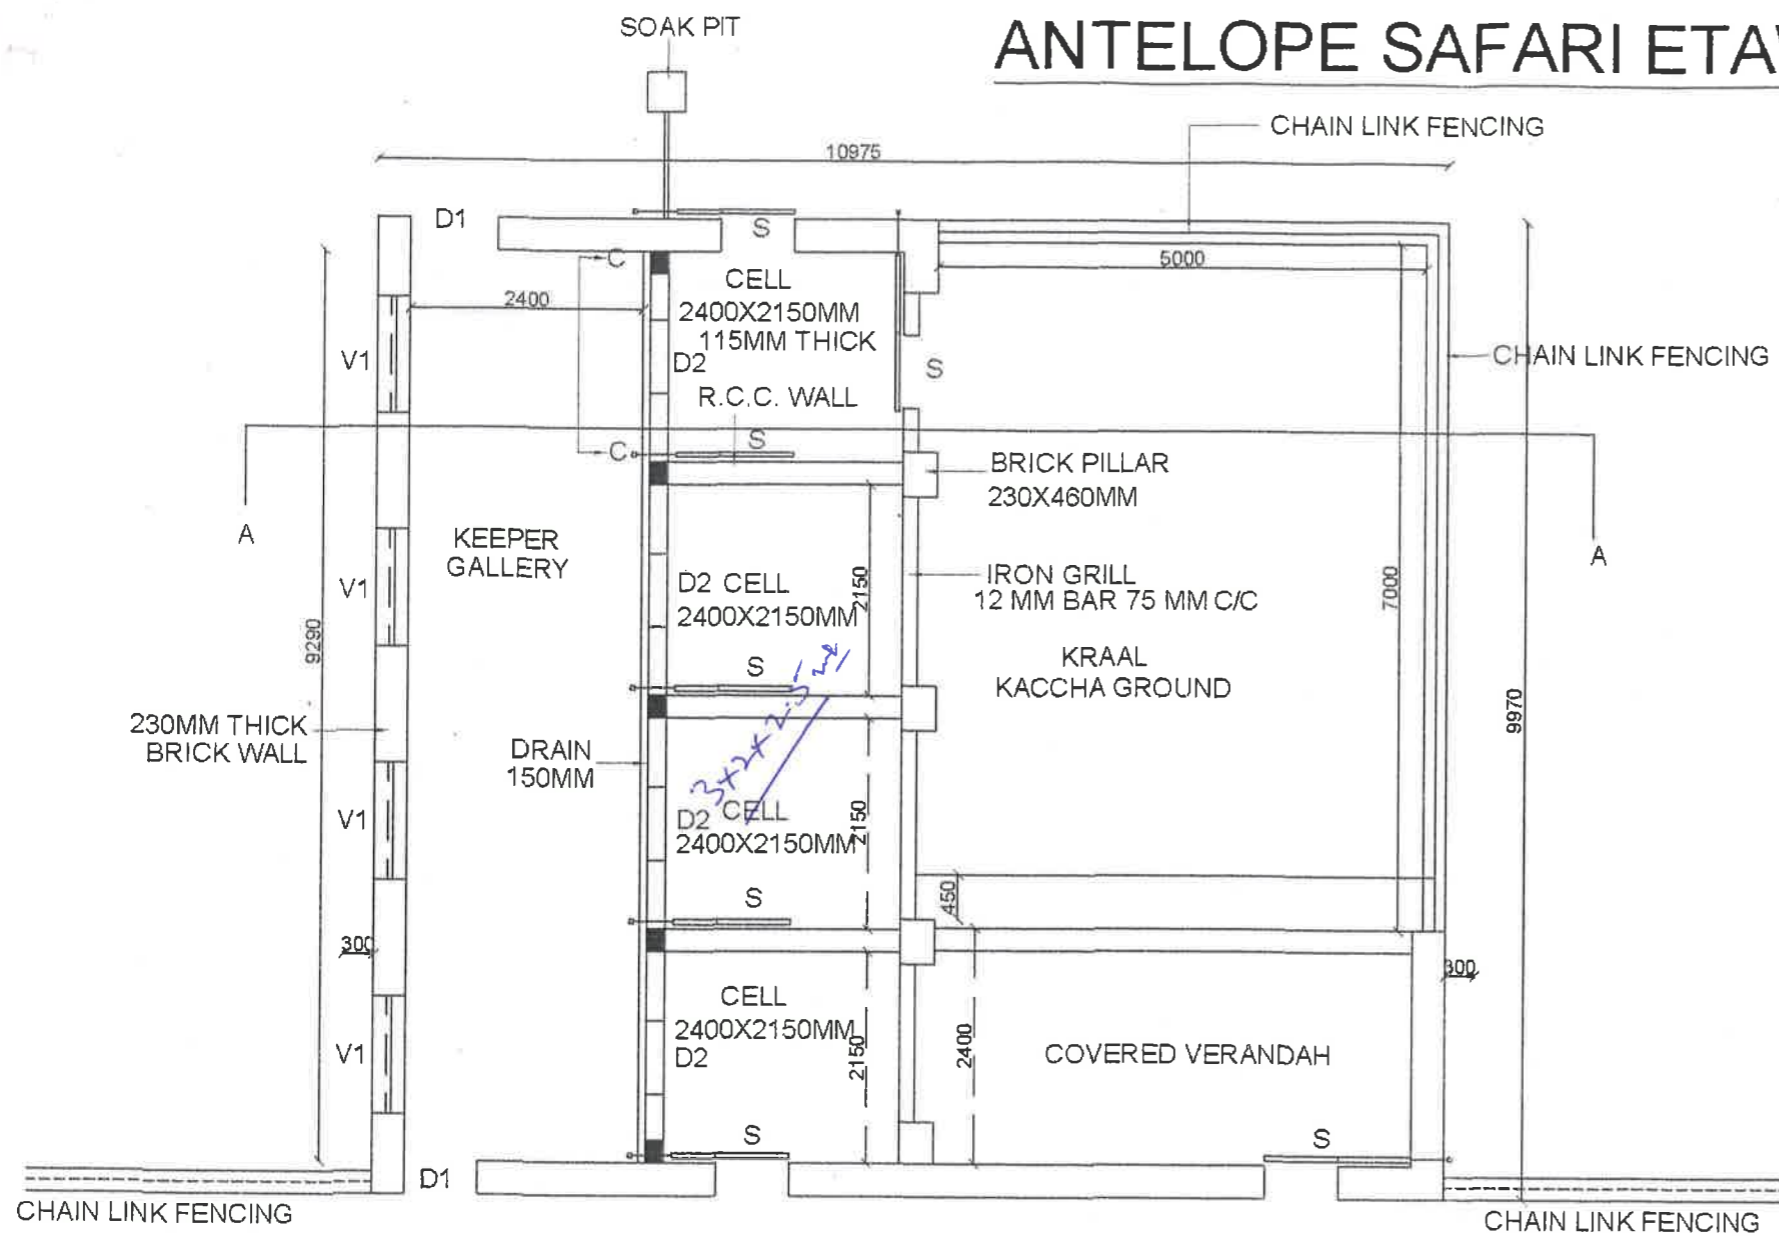 SOAK PIT
ANTELOPE SAFARI ETA
CHAIN LINK FENCING
10975
D1
S
C
CELL
2400X2150MM
115MM THICK
5000
2400
V1
D2
S
CHAIN LINK FENCING
R.C.C. WALL
C
S
BRICK PILLAR
230X460MM
A
A
KEEPER
GALLERY
V1
D2 CELL
2400X2150MM
2150
IRON GRILL
12 MM BAR 75 MM C/C
7000
9290
S
KRAAL
KACCHA GROUND
9970
230MM THICK
BRICK WALL
DRAIN
150MM
3x2x2.5
V1
D2 CELL
2400X2150MM
2150
S
450
300
300
CELL
2400X2150MM
D2
2150
2400
V1
COVERED VERANDAH
S
S
D1
CHAIN LINK FENCING
CHAIN LINK FENCING